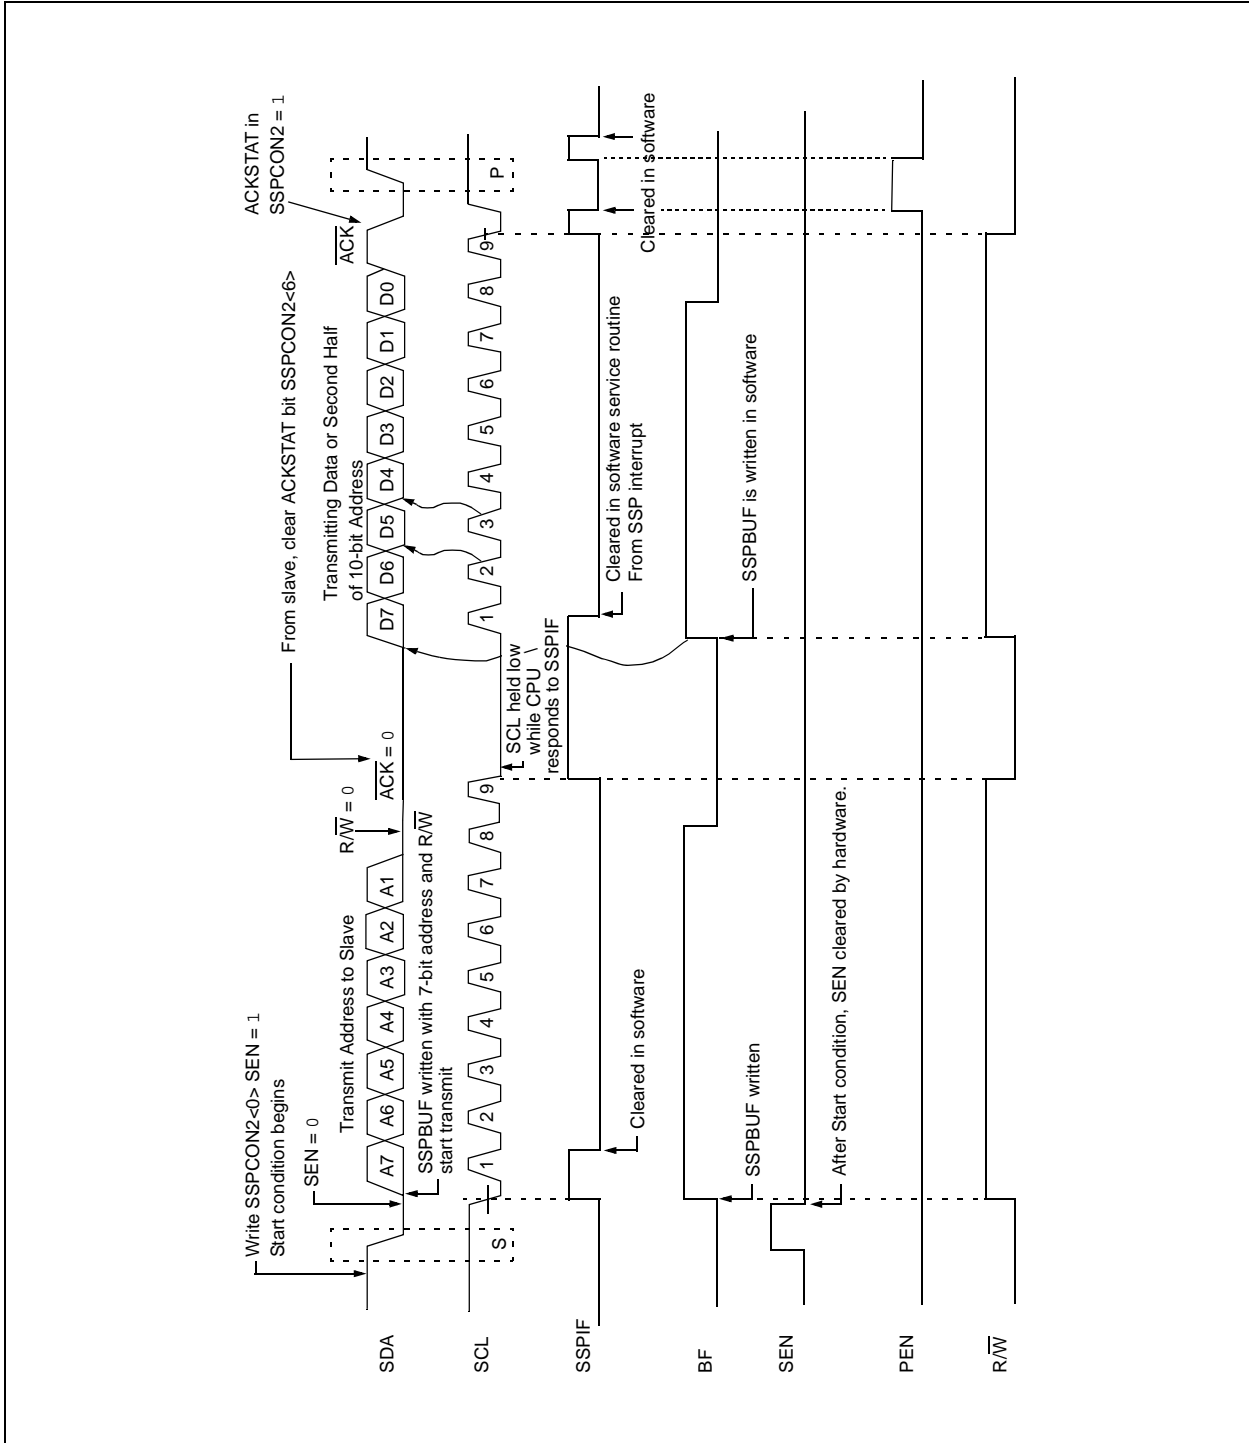 Write SSPCON2<0> SEN = 1
Start condition begins
SEN = 0
From slave, clear ACKSTAT bit SSPCON2<6>
ACKSTAT in
SSPCON2 = 1
Transmit Address to Slave
R/W = 0
ACK = 0
Transmitting Data or Second Half
of 10-bit Address
ACK
SDA
A7 A6 A5 A4 A3 A2 A1
D7 D6 D5 D4 D3 D2 D1 D0
SSPBUF written with 7-bit address and R/W
start transmit
SCL
S
1 2 3 4 5 6 7 8 9
1 2 3 4 5 6 7 8 9
P
SCL held low
while CPU
responds to SSPIF
SSPIF
Cleared in software
Cleared in software service routine
From SSP interrupt
Cleared in software
BF
SSPBUF written
SSPBUF is written in software
SEN
After Start condition, SEN cleared by hardware.
PEN
R/W